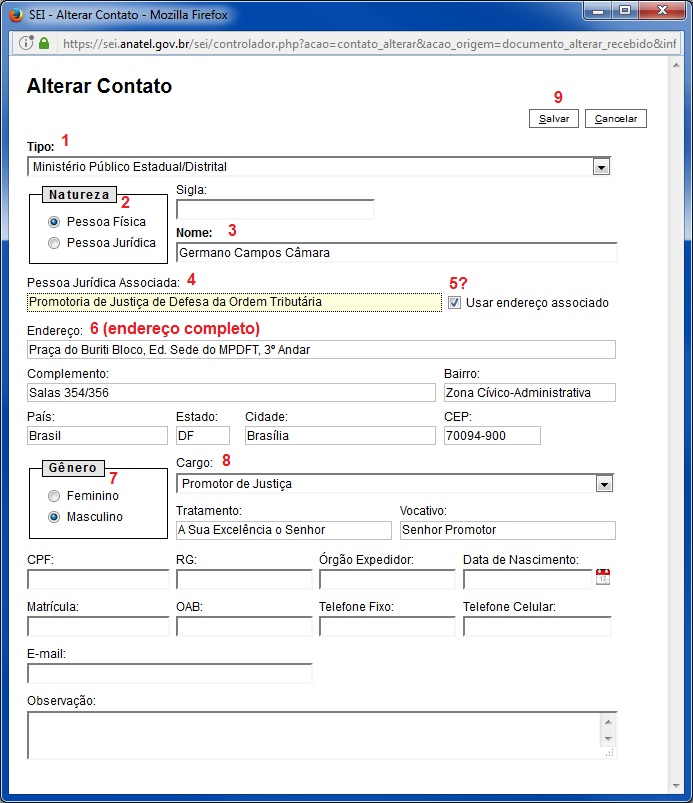 SEI - Alterar Contato - Mozilla Firefox
https://sei.anatel.gov.br/sei/controlador.php?acao=contato_alterar&acao_origem=documento_alterar_recebido&inf
Alterar Contato
9
Salvar Cancelar
Tipo: 1
Ministério Público Estadual/Distrital
Natureza 2
Pessoa Física
Pessoa Jurídica
Sigla:
Nome: 3
Germano Campos Câmara
Pessoa Jurídica Associada: 4
Promotoria de Justiça de Defesa da Ordem Tributária
5?
Usar endereço associado
Endereço: 6 (endereço completo)
Praça do Buriti Bloco, Ed. Sede do MPDFT, 3º Andar
Complemento: Bairro:
Salas 354/356 Zona Cívico-Administrativa
País: Estado: Cidade: CEP:
Brasil DF Brasília 70094-900
Gênero 7
Feminino
Masculino
Cargo: 8
Promotor de Justiça
Tratamento: Vocativo:
A Sua Excelência o Senhor Senhor Promotor
CPF: RG: Órgão Expedidor: Data de Nascimento:
Matrícula: OAB: Telefone Fixo: Telefone Celular:
E-mail:
Observação: